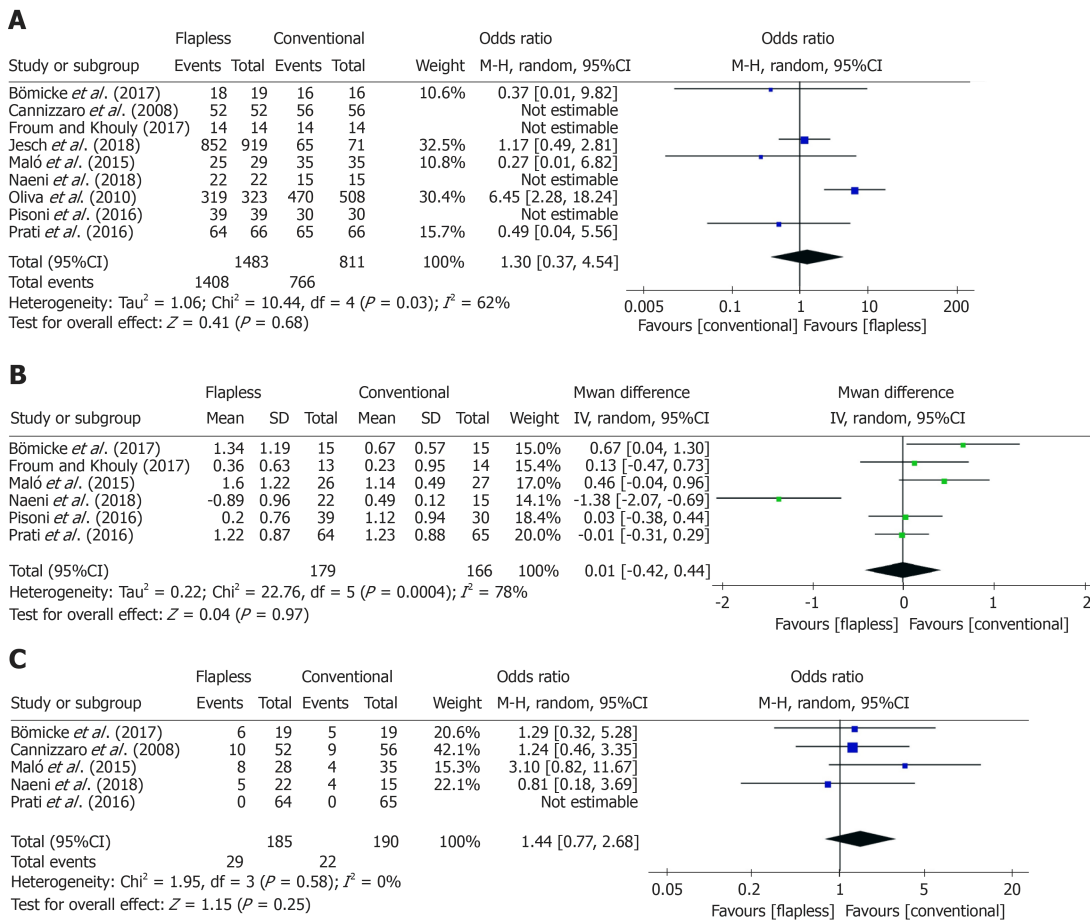 A
Flapless Conventional Odds ratio Odds ratio
Study or subgroup Events Total Events Total Weight M-H, random, 95%CI M-H, random, 95%CI
Bömicke et al. (2017) 18 19 16 16 10.6% 0.37 [0.01, 9.82]
Cannizzaro et al. (2008) 52 52 56 56 Not estimable
Froum and Khouly (2017) 14 14 14 14 Not estimable
Jesch et al. (2018) 852 919 65 71 32.5% 1.17 [0.49, 2.81]
Maló et al. (2015) 25 29 35 35 10.8% 0.27 [0.01, 6.82]
Naeni et al. (2018) 22 22 15 15 Not estimable
Oliva et al. (2010) 319 323 470 508 30.4% 6.45 [2.28, 18.24]
Pisoni et al. (2016) 39 39 30 30 Not estimable
Prati et al. (2016) 64 66 65 66 15.7% 0.49 [0.04, 5.56]
Total (95%CI) 1483 811 100% 1.30 [0.37, 4.54]
Total events 1408 766
Heterogeneity: Tau² = 1.06; Chi² = 10.44, df = 4 (P = 0.03); I² = 62%
Test for overall effect: Z = 0.41 (P = 0.68)
0.005 0.1 1 10 200
Favours [conventional] Favours [flapless]
B
Flapless Conventional Mwan difference Mwan difference
Study or subgroup Mean SD Total Mean SD Total Weight IV, random, 95%CI IV, random, 95%CI
Bömicke et al. (2017) 1.34 1.19 15 0.67 0.57 15 15.0% 0.67 [0.04, 1.30]
Froum and Khouly (2017) 0.36 0.63 13 0.23 0.95 14 15.4% 0.13 [-0.47, 0.73]
Maló et al. (2015) 1.6 1.22 26 1.14 0.49 27 17.0% 0.46 [-0.04, 0.96]
Naeni et al. (2018) -0.89 0.96 22 0.49 0.12 15 14.1% -1.38 [-2.07, -0.69]
Pisoni et al. (2016) 0.2 0.76 39 1.12 0.94 30 18.4% 0.03 [-0.38, 0.44]
Prati et al. (2016) 1.22 0.87 64 1.23 0.88 65 20.0% -0.01 [-0.31, 0.29]
Total (95%CI) 179 166 100% 0.01 [-0.42, 0.44]
Heterogeneity: Tau² = 0.22; Chi² = 22.76, df = 5 (P = 0.0004); I² = 78%
Test for overall effect: Z = 0.04 (P = 0.97)
-2 -1 0 1 2
Favours [flapless] Favours [conventional]
C
Flapless Conventional Odds ratio Odds ratio
Study or subgroup Events Total Events Total Weight M-H, random, 95%CI M-H, random, 95%CI
Bömicke et al. (2017) 6 19 5 19 20.6% 1.29 [0.32, 5.28]
Cannizzaro et al. (2008) 10 52 9 56 42.1% 1.24 [0.46, 3.35]
Maló et al. (2015) 8 28 4 35 15.3% 3.10 [0.82, 11.67]
Naeni et al. (2018) 5 22 4 15 22.1% 0.81 [0.18, 3.69]
Prati et al. (2016) 0 64 0 65 Not estimable
Total (95%CI) 185 190 100% 1.44 [0.77, 2.68]
Total events 29 22
Heterogeneity: Chi² = 1.95, df = 3 (P = 0.58); I² = 0%
Test for overall effect: Z = 1.15 (P = 0.25)
0.05 0.2 1 5 20
Favours [flapless] Favours [conventional]